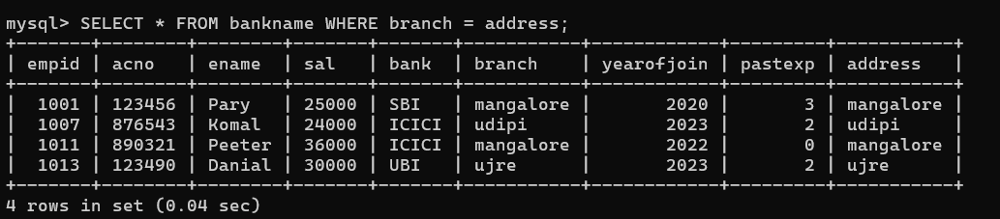 mysql> SELECT * FROM bankname WHERE branch = address;
+-------+--------+--------+-------+-------+-----------+------------+---------+-----------+
| empid | acno   | ename  | sal   | bank  | branch    | yearofjoin | pastexp | address   |
+-------+--------+--------+-------+-------+-----------+------------+---------+-----------+
|  1001 | 123456 | Pary   | 25000 | SBI   | mangalore |       2020 |       3 | mangalore |
|  1007 | 876543 | Komal  | 24000 | ICICI | udipi     |       2023 |       2 | udipi     |
|  1011 | 890321 | Peeter | 36000 | ICICI | mangalore |       2022 |       0 | mangalore |
|  1013 | 123490 | Danial | 30000 | UBI   | ujre      |       2023 |       2 | ujre      |
+-------+--------+--------+-------+-------+-----------+------------+---------+-----------+
4 rows in set (0.04 sec)